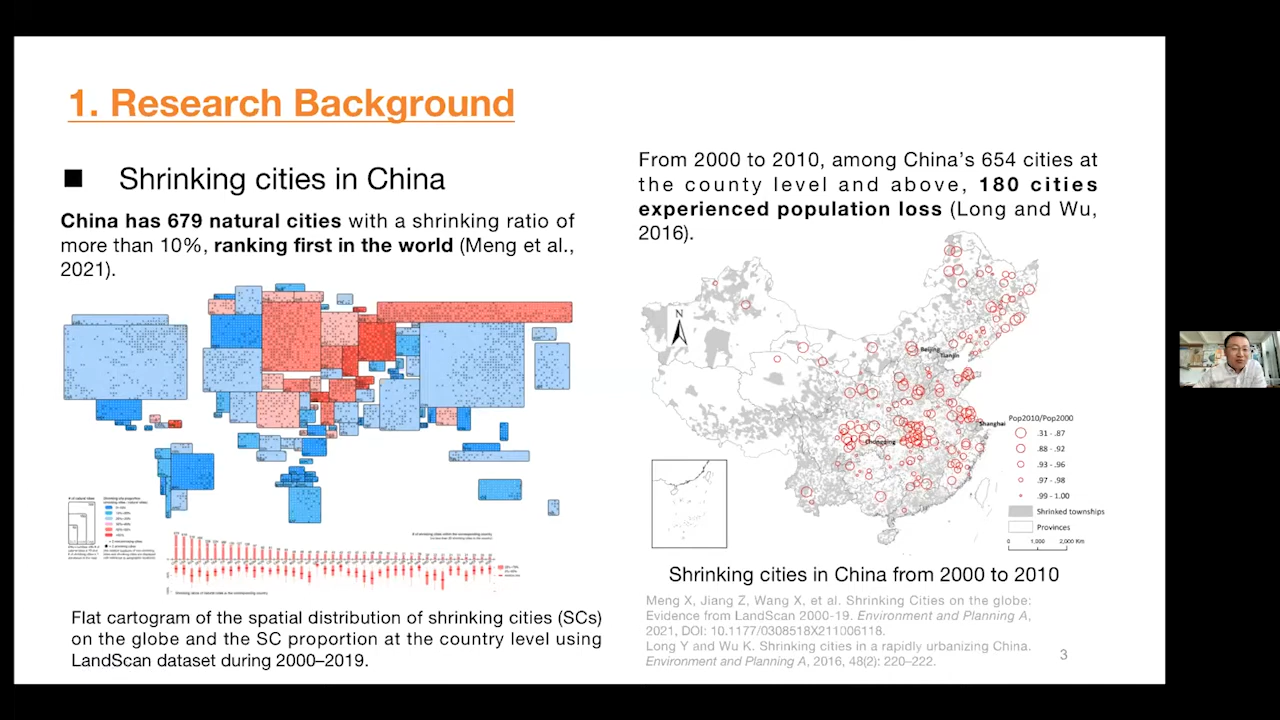 1. Research Background
■ Shrinking cities in China
China has 679 natural cities with a shrinking ratio of
more than 10%, ranking first in the world (Meng et al.,
2021).
Flat cartogram of the spatial distribution of shrinking cities (SCs)
on the globe and the SC proportion at the country level using
LandScan dataset during 2000–2019.
From 2000 to 2010, among China's 654 cities at
the county level and above, 180 cities
experienced population loss (Long and Wu,
2016).
N
Beijing
Tianjin
Shanghai
Chongqing
Pop2010/Pop2000
.31 - .87
.88 - .92
.93 - .96
.97 - .98
.99 - 1.00
Shrinked townships
Provinces
0 1,000 2,000 Km
Shrinking cities in China from 2000 to 2010
Meng X, Jiang Z, Wang X, et al. Shrinking Cities on the globe:
Evidence from LandScan 2000-19. Environment and Planning A,
2021, DOI: 10.1177/0308518X211006118.
Long Y and Wu K. Shrinking cities in a rapidly urbanizing China.
Environment and Planning A, 2016, 48(2): 220–222.
3